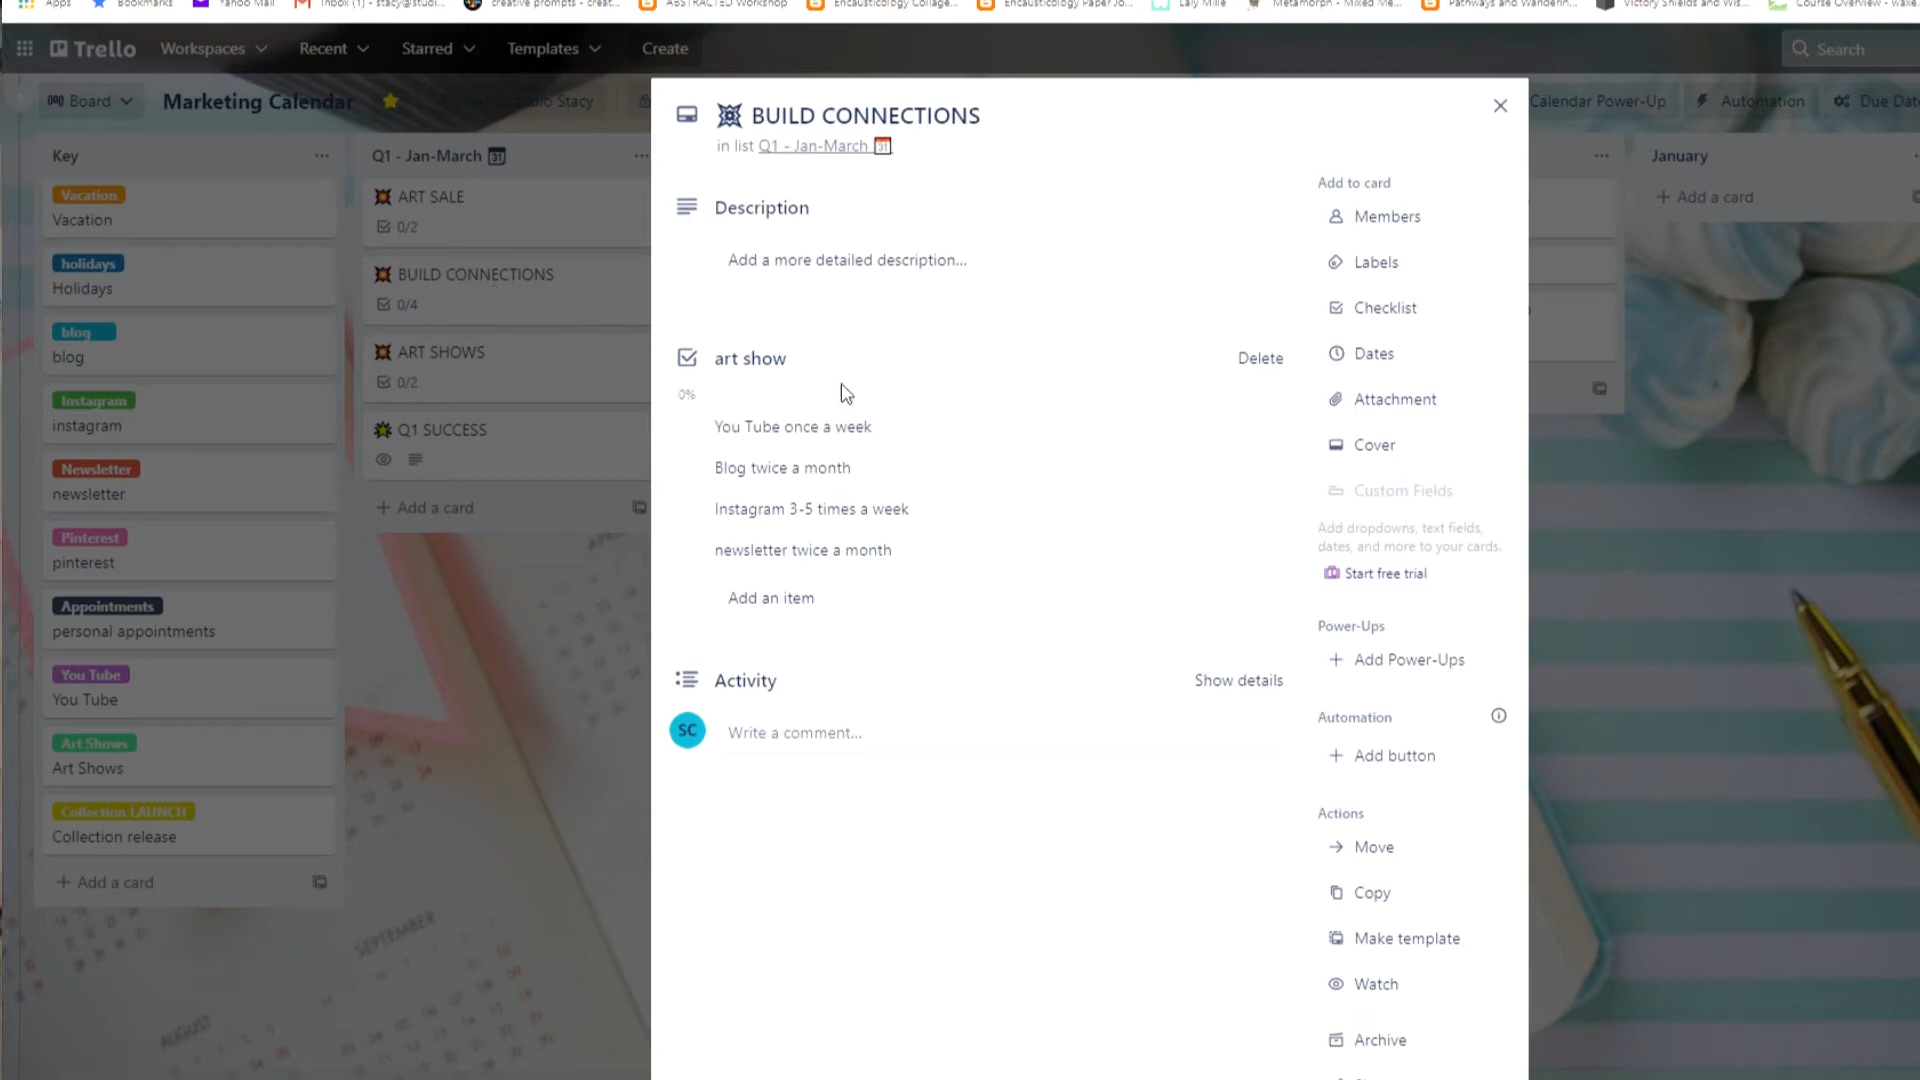 Apps
Bookmarks
Yahoo Mail
Inbox (1) - stacy@studi...
creative prompts - creat...
ABSTRACTED Workshop
Encausticology Collage...
Encausticology Paper Jo...
Laly Mille
Metamorph - Mixed Me...
Pathways and Wanderin...
Victory Shields and Wis...
Course Overview - waxe
Trello
Workspaces
Recent
Starred
Templates
Create
Search
Board
Marketing Calendar
Stacy
Calendar Power-Up
Automation
Due Dat
Key
Vacation
Vacation
holidays
Holidays
blog
blog
Instagram
instagram
Newsletter
newsletter
Pinterest
pinterest
Appointments
personal appointments
You Tube
You Tube
Art Shows
Art Shows
Collection LAUNCH
Collection release
+ Add a card
Q1 - Jan-March 31
ART SALE
0/2
BUILD CONNECTIONS
0/4
ART SHOWS
0/2
Q1 SUCCESS
+ Add a card
BUILD CONNECTIONS
in list Q1 - Jan-March 31
Description
Add a more detailed description...
art show
Delete
0%
You Tube once a week
Blog twice a month
Instagram 3-5 times a week
newsletter twice a month
Add an item
Activity
Show details
SC
Write a comment...
Add to card
Members
Labels
Checklist
Dates
Attachment
Cover
Custom Fields
Add dropdowns, text fields,
dates, and more to your cards.
Start free trial
Power-Ups
+ Add Power-Ups
Automation
+ Add button
Actions
Move
Copy
Make template
Watch
Archive
January
+ Add a card
SEPTEMBER
AUGUST